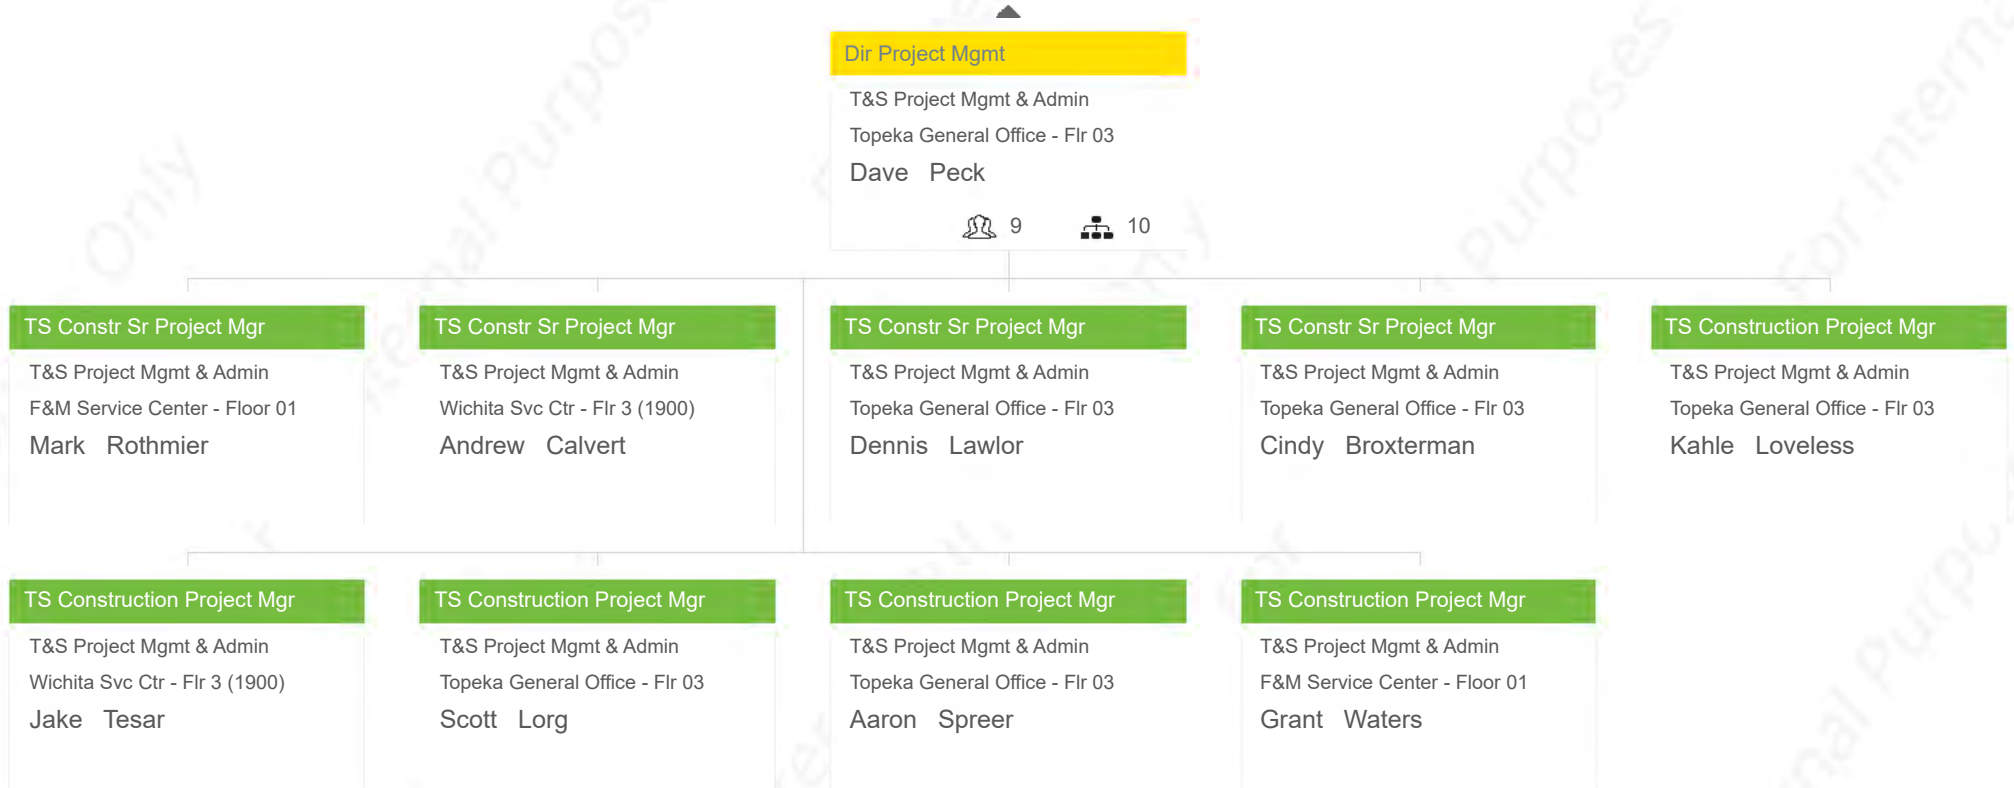 Dir Project Mgmt
T&S Project Mgmt & Admin
Topeka General Office - Flr 03
Dave Peck
9 10
TS Constr Sr Project Mgr
T&S Project Mgmt & Admin
F&M Service Center - Floor 01
Mark Rothmier
TS Constr Sr Project Mgr
T&S Project Mgmt & Admin
Wichita Svc Ctr - Flr 3 (1900)
Andrew Calvert
TS Constr Sr Project Mgr
T&S Project Mgmt & Admin
Topeka General Office - Flr 03
Dennis Lawlor
TS Constr Sr Project Mgr
T&S Project Mgmt & Admin
Topeka General Office - Flr 03
Cindy Broxterman
TS Construction Project Mgr
T&S Project Mgmt & Admin
Topeka General Office - Flr 03
Kahle Loveless
TS Construction Project Mgr
T&S Project Mgmt & Admin
Wichita Svc Ctr - Flr 3 (1900)
Jake Tesar
TS Construction Project Mgr
T&S Project Mgmt & Admin
Topeka General Office - Flr 03
Scott Lorg
TS Construction Project Mgr
T&S Project Mgmt & Admin
Topeka General Office - Flr 03
Aaron Spreer
TS Construction Project Mgr
T&S Project Mgmt & Admin
F&M Service Center - Floor 01
Grant Waters